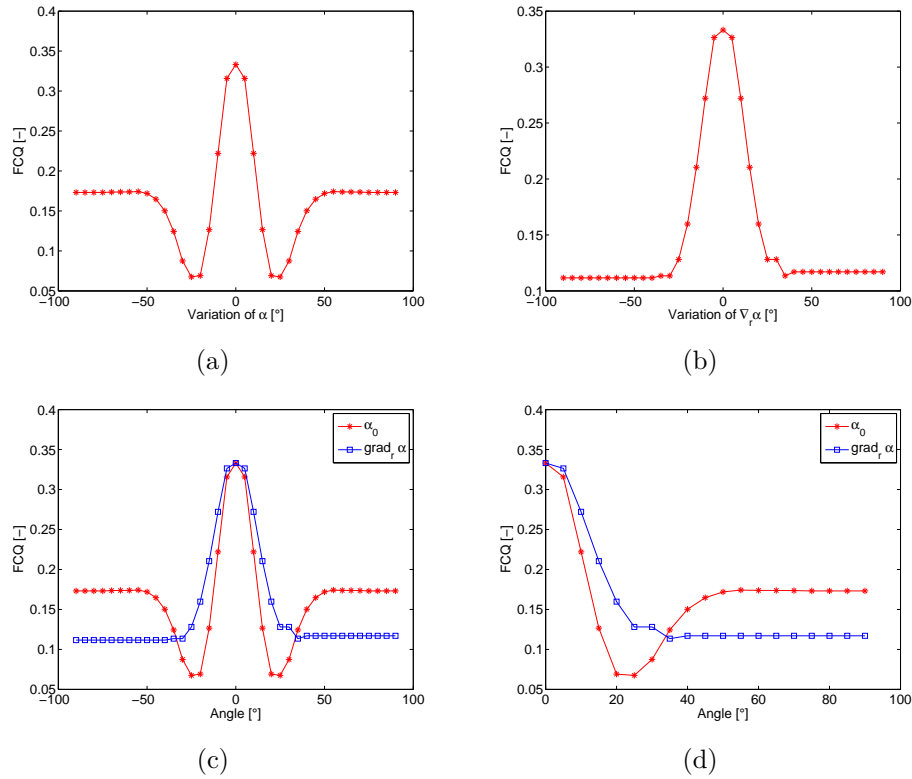 0.4
0.35
0.3
0.25
0.2
0.15
0.1
0.05
FCQ [−]
−100 −50 0 50 100
Variation of α [°]
(a)
0.35
0.3
0.25
0.2
0.15
0.1
FCQ [−]
−100 −50 0 50 100
Variation of ∇rα [°]
(b)
0.4
0.35
0.3
0.25
0.2
0.15
0.1
0.05
FCQ [−]
−100 −50 0 50 100
Angle [°]
α0
gradr α
(c)
0.4
0.35
0.3
0.25
0.2
0.15
0.1
0.05
FCQ [−]
0 20 40 60 80 100
Angle [°]
α0
gradr α
(d)